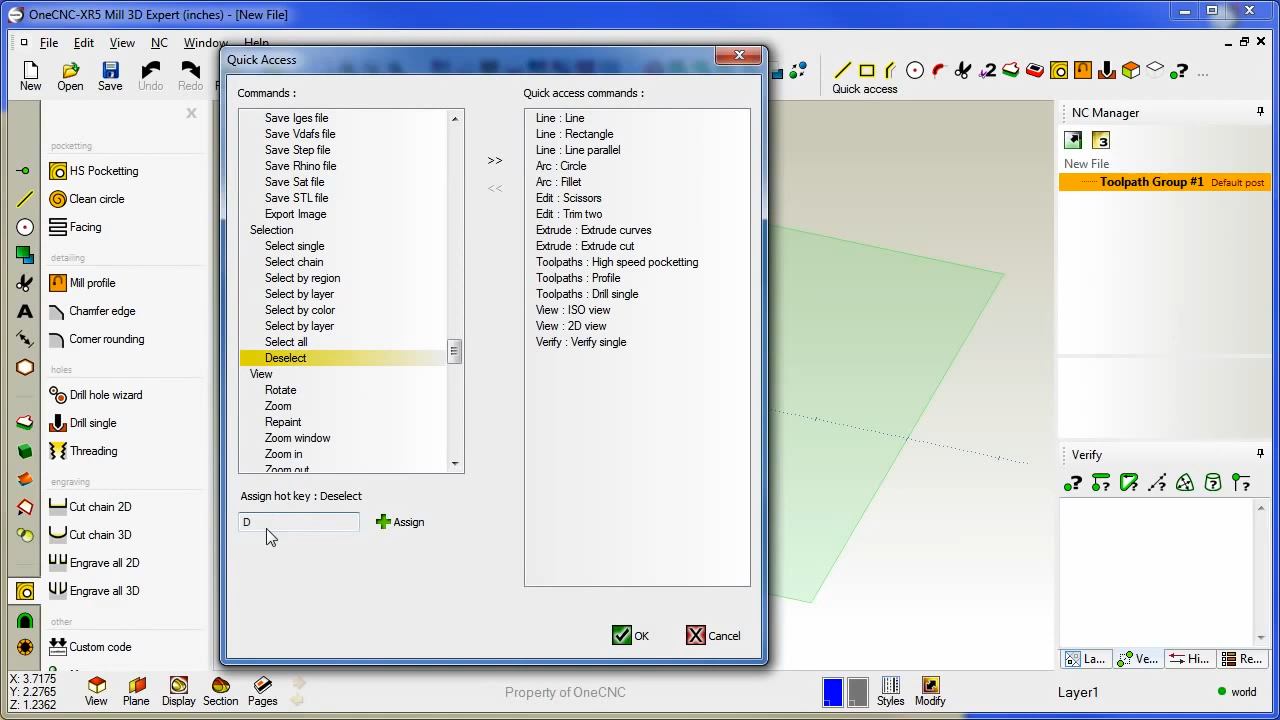 OneCNC-XR5 Mill 3D Expert (inches) - [New File]
File Edit View NC Window Help
New Open Save Undo Redo
Quick access
Quick Access
Commands :
Save Iges file
Save Vdafs file
Save Step file
Save Rhino file
Save Sat file
Save STL file
Export Image
Selection
Select single
Select chain
Select by region
Select by layer
Select by color
Select by layer
Select all
Deselect
View
Rotate
Zoom
Repaint
Zoom window
Zoom in
Zoom out
>>
<<
Quick access commands :
Line : Line
Line : Rectangle
Line : Line parallel
Arc : Circle
Arc : Fillet
Edit : Scissors
Edit : Trim two
Extrude : Extrude curves
Extrude : Extrude cut
Toolpaths : High speed pocketting
Toolpaths : Profile
Toolpaths : Drill single
View : ISO view
View : 2D view
Verify : Verify single
Assign hot key : Deselect
D
Assign
OK Cancel
pocketting
HS Pocketting
Clean circle
Facing
detailing
Mill profile
Chamfer edge
Corner rounding
holes
Drill hole wizard
Drill single
Threading
engraving
Cut chain 2D
Cut chain 3D
Engrave all 2D
Engrave all 3D
other
Custom code
NC Manager
New File
Toolpath Group #1 Default post
Verify
La... Ve... Hi... Re...
X: 3.7175
Y: 2.2765
Z: 1.2362
View Plane Display Section Pages
Property of OneCNC
Styles Modify
Layer1
world